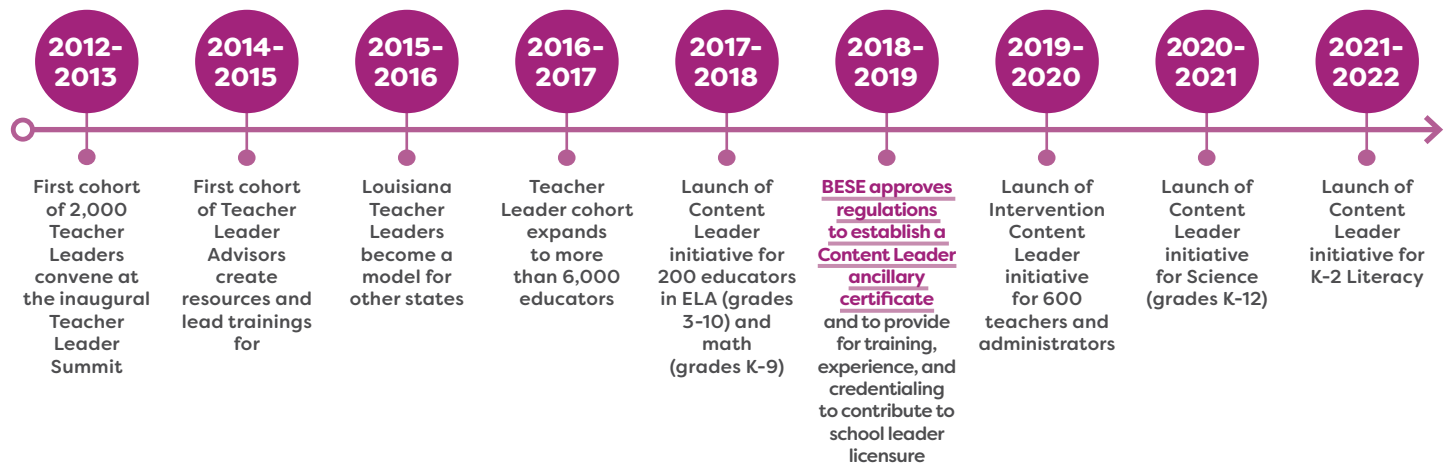 2012-
2013
2014-
2015
2015-
2016
2016-
2017
2017-
2018
2018-
2019
2019-
2020
2020-
2021
2021-
2022
First cohort
of 2,000
Teacher
Leaders
convene at
the inaugural
Teacher
Leader
Summit
First cohort
of Teacher
Leader
Advisors
create
resources and
lead trainings
for
Louisiana
Teacher
Leaders
become a
model for
other states
Teacher
Leader cohort
expands
to more
than 6,000
educators
Launch of
Content
Leader
initiative for
200 educators
in ELA (grades
3-10) and
math
(grades K-9)
BESE approves
regulations
to establish a
Content Leader
ancillary
certificate
and to provide
for training,
experience, and
credentialing
to contribute to
school leader
licensure
Launch of
Intervention
Content
Leader
initiative
for 600
teachers and
administrators
Launch of
Content
Leader
initiative
for Science
(grades K-12)
Launch of
Content
Leader
initiative for
K-2 Literacy